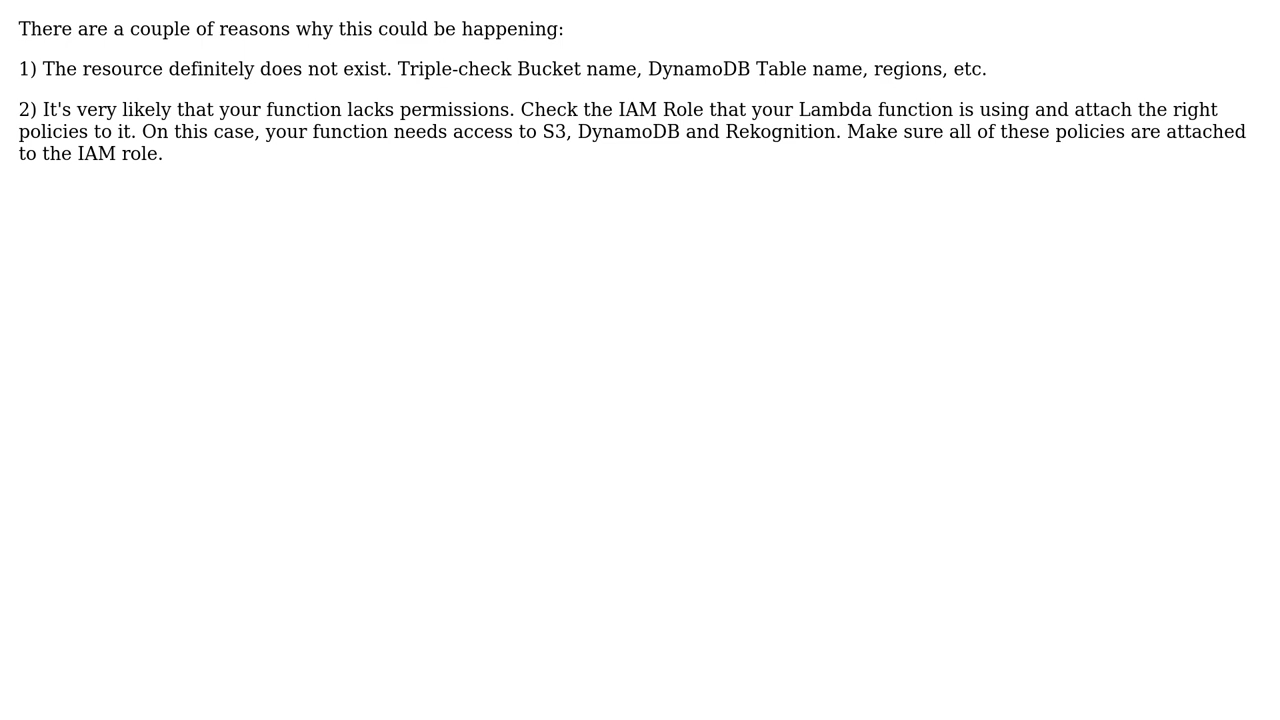 There are a couple of reasons why this could be happening:
1) The resource definitely does not exist. Triple-check Bucket name, DynamoDB Table name, regions, etc.
2) It's very likely that your function lacks permissions. Check the IAM Role that your Lambda function is using and attach the right
policies to it. On this case, your function needs access to S3, DynamoDB and Rekognition. Make sure all of these policies are attached
to the IAM role.